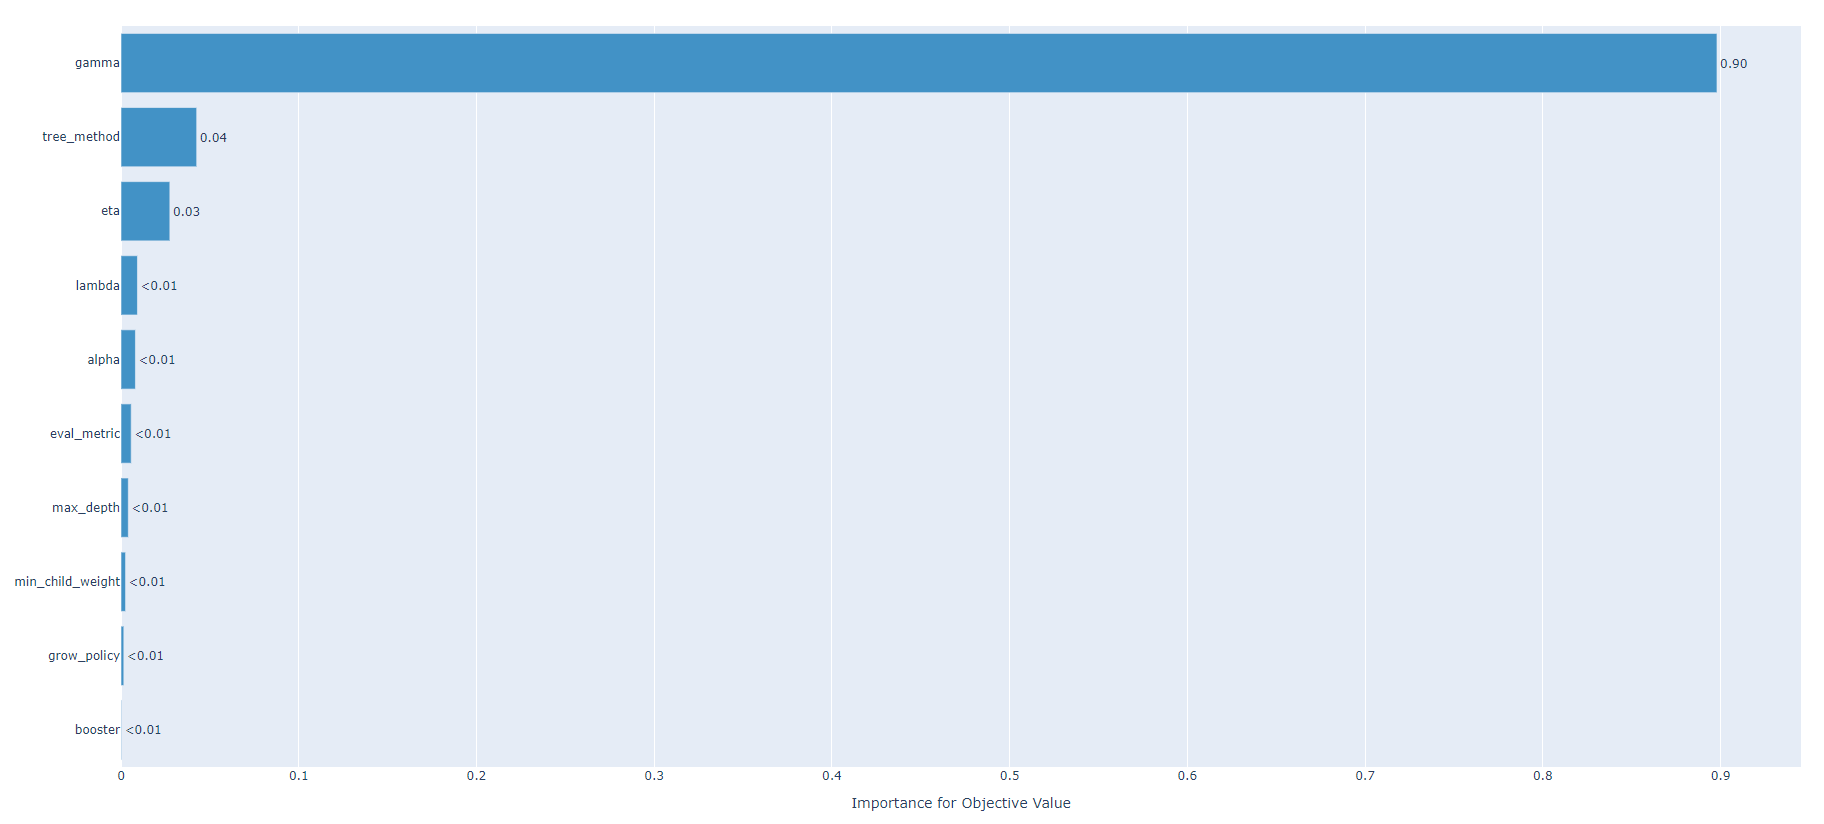 gamma 0.90
tree_method 0.04
eta 0.03
lambda <0.01
alpha <0.01
eval_metric <0.01
max_depth <0.01
min_child_weight <0.01
grow_policy <0.01
booster <0.01
0 0.1 0.2 0.3 0.4 0.5 0.6 0.7 0.8 0.9
Importance for Objective Value